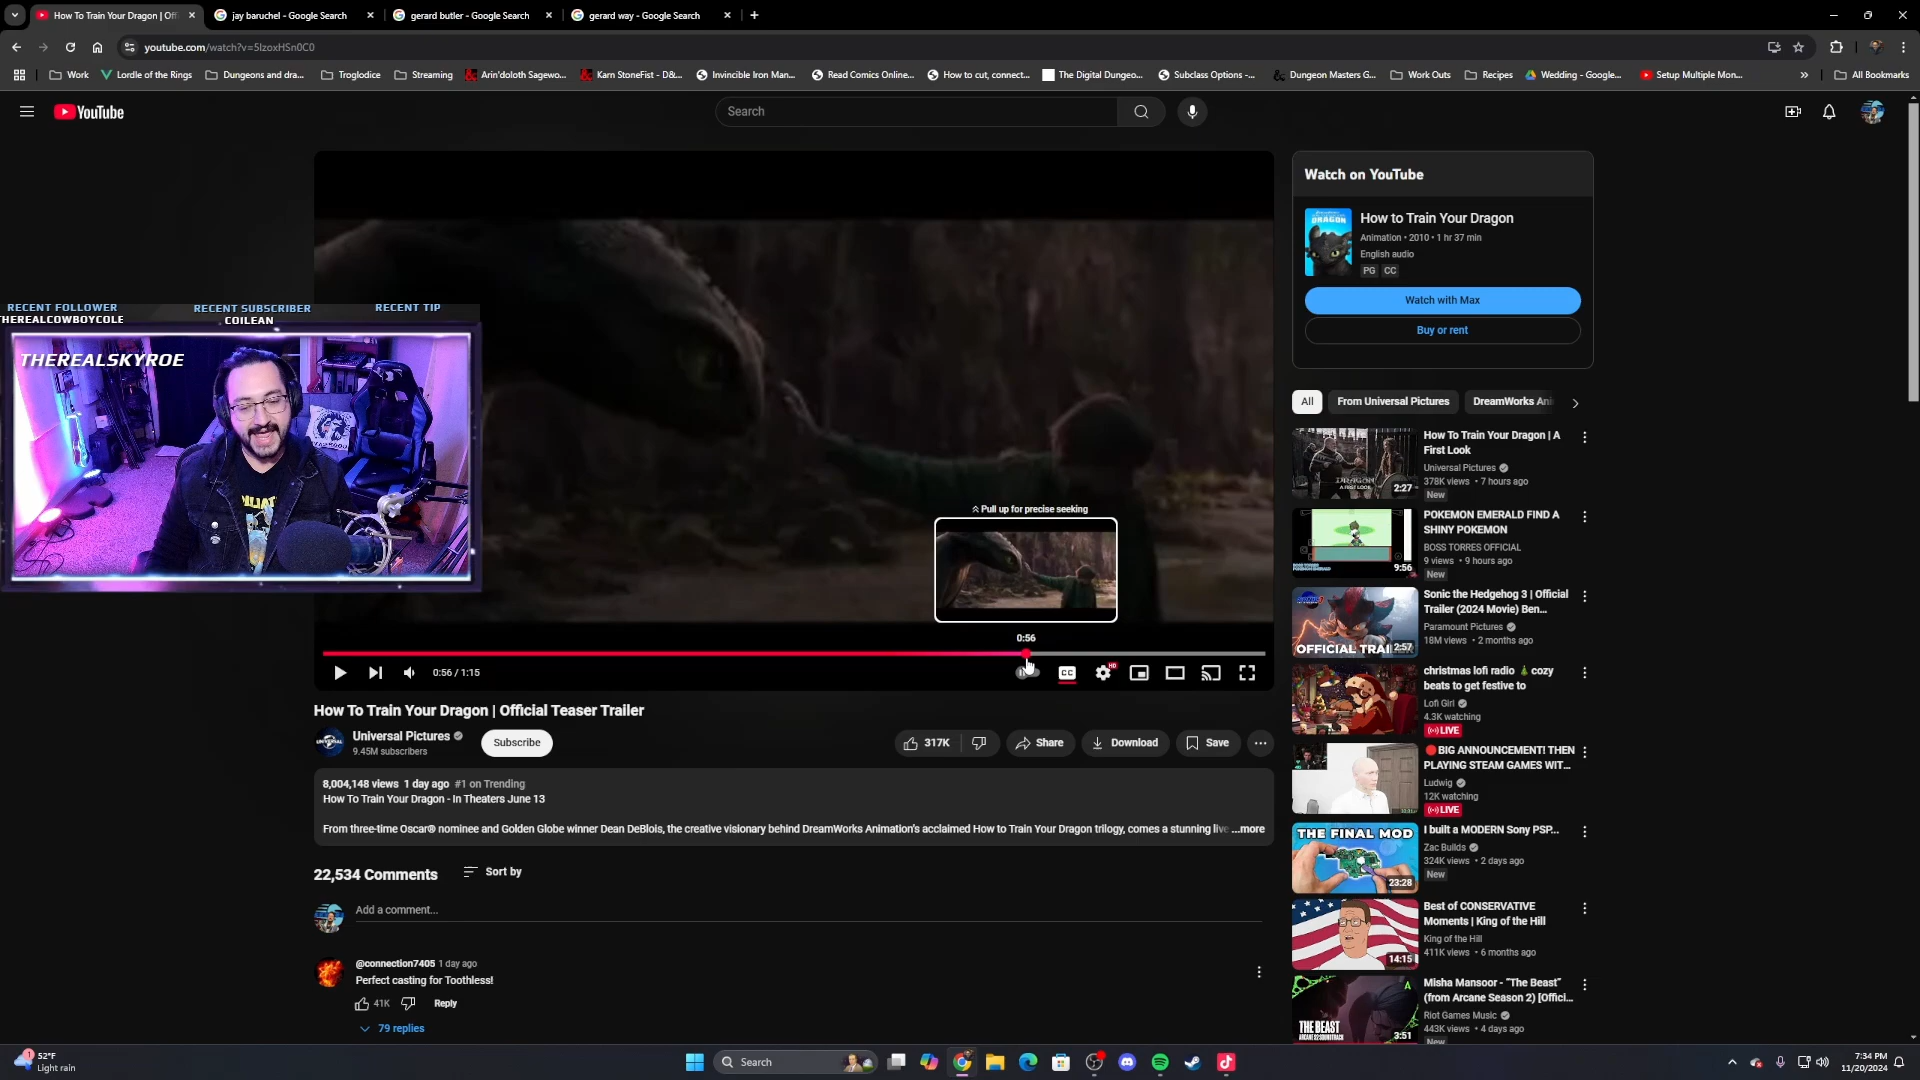 How To Train Your Dragon | Offi
jay baruchel - Google Search
gerard butler - Google Search
gerard way - Google Search
youtube.com/watch?v=5lzoxHSn0C0
Work
Lordle of the Rings
Dungeons and dra...
Troglodice
Streaming
Arin'doloth Sagewo...
Karn StoneFist - D&...
Invincible Iron Man...
Read Comics Online...
How to cut, connect...
The Digital Dungeo...
Subclass Options -...
Dungeon Masters G...
Work Outs
Recipes
Wedding - Google...
Setup Multiple Mon...
All Bookmarks
YouTube
Search
RECENT FOLLOWER
THEREALCOWBOYCOLE
RECENT SUBSCRIBER
COILEAN
RECENT TIP
THEREALSKYROE
Pull up for precise seeking
0:56
0:56 / 1:15
CC
HD
How To Train Your Dragon | Official Teaser Trailer
Universal Pictures
9.45M subscribers
Subscribe
317K
Share
Download
Save
8,004,148 views 1 day ago #1 on Trending
How To Train Your Dragon - In Theaters June 13
From three-time Oscar® nominee and Golden Globe winner Dean DeBlois, the creative visionary behind DreamWorks Animation's acclaimed How to Train Your Dragon trilogy, comes a stunning live ...more
22,534 Comments
Sort by
Add a comment...
@connection7405 1 day ago
Perfect casting for Toothless!
41K
Reply
79 replies
Watch on YouTube
DRAGON
How to Train Your Dragon
Animation • 2010 • 1 hr 37 min
English audio
PG CC
Watch with Max
Buy or rent
All
From Universal Pictures
DreamWorks Ani
DRAGON
A FIRST LOOK
2:27
How To Train Your Dragon | A
First Look
Universal Pictures
378K views • 7 hours ago
New
9:56
POKEMON EMERALD FIND A
SHINY POKEMON
BOSS TORRES OFFICIAL
9 views • 9 hours ago
New
OFFICIAL TRAILER
2:57
Sonic the Hedgehog 3 | Official
Trailer (2024 Movie) Ben...
Paramount Pictures
18M views • 2 months ago
christmas lofi radio 🎄 cozy
beats to get festive to
Lofi Girl
4.3K watching
LIVE
🔴BIG ANNOUNCEMENT! THEN
PLAYING STEAM GAMES WIT...
Ludwig
12K watching
LIVE
THE FINAL MOD
23:28
I built a MODERN Sony PSP...
Zac Builds
324K views • 2 days ago
New
14:15
Best of CONSERVATIVE
Moments | King of the Hill
King of the Hill
411K views • 6 months ago
THE BEAST
3:51
Misha Mansoor - "The Beast"
(from Arcane Season 2) [Offici...
Riot Games Music
443K views • 4 days ago
New
1
52°F
Light rain
Search
7:34 PM
11/20/2024